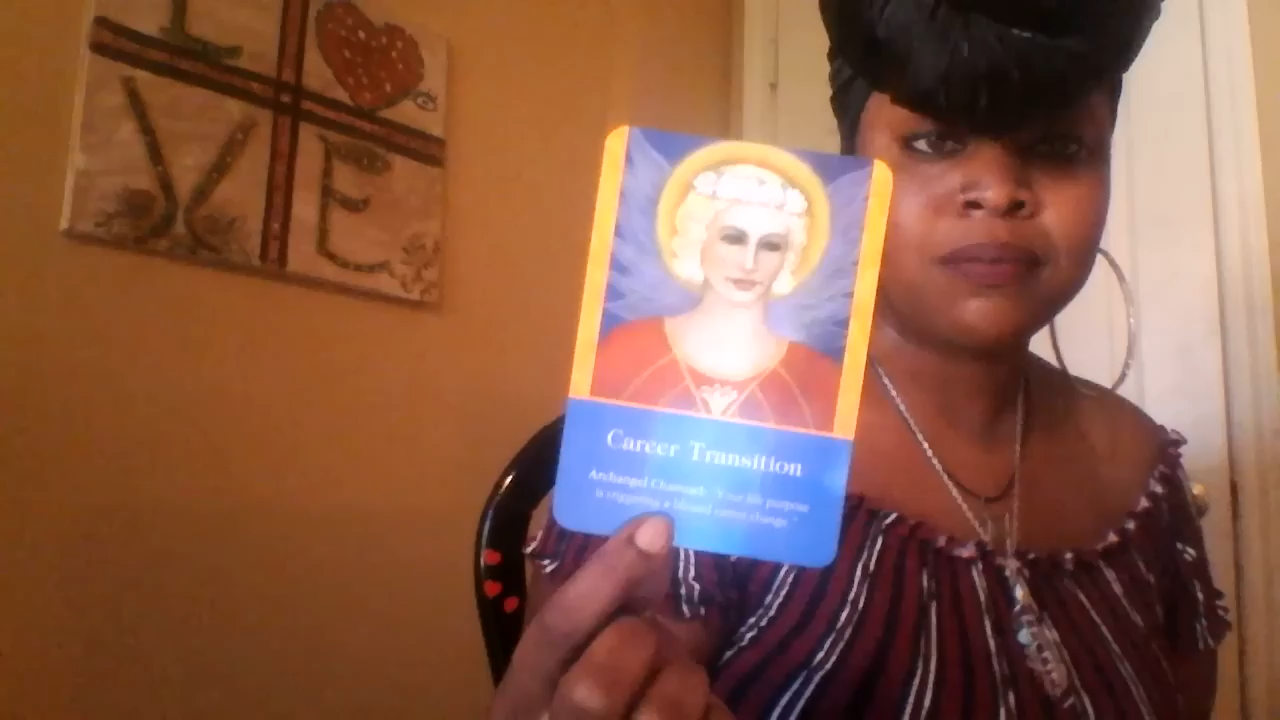 I
V E
Career Transition
Archangel Chamuel: "Your life purpose
is triggering a blessed career change."